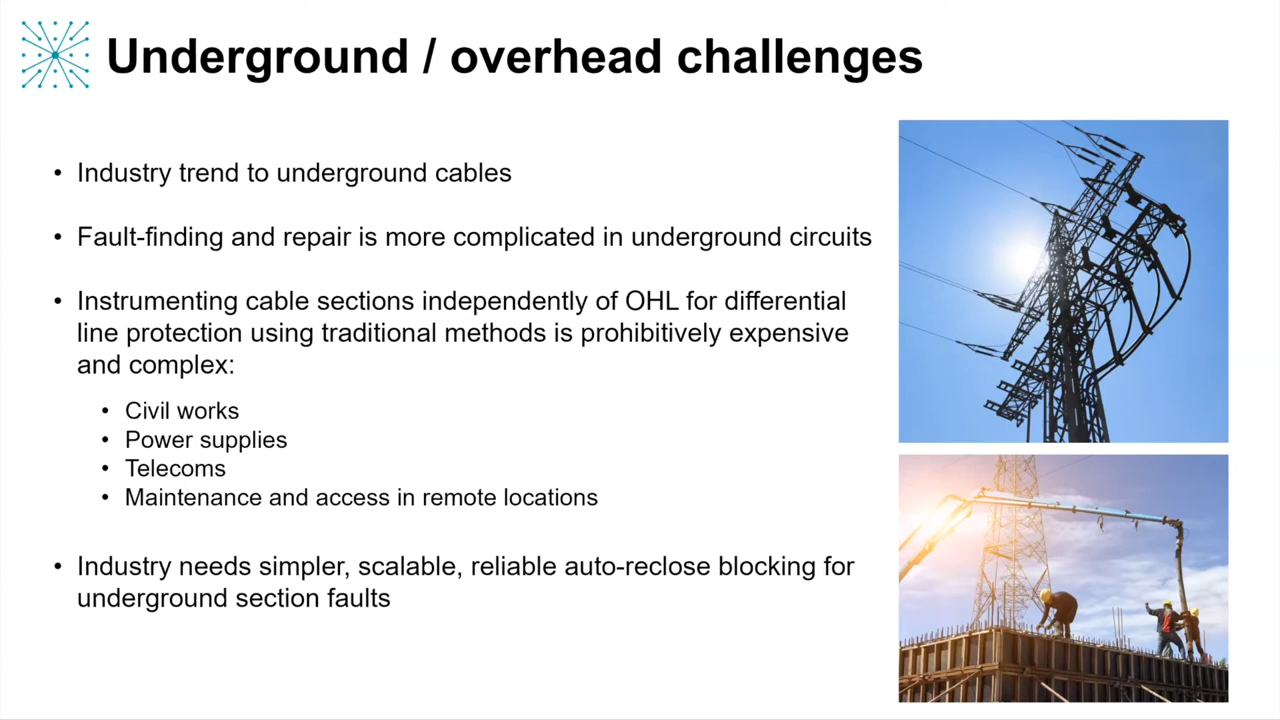 Underground / overhead challenges
• Industry trend to underground cables
• Fault-finding and repair is more complicated in underground circuits
• Instrumenting cable sections independently of OHL for differential
line protection using traditional methods is prohibitively expensive
and complex:
• Civil works
• Power supplies
• Telecoms
• Maintenance and access in remote locations
• Industry needs simpler, scalable, reliable auto-reclose blocking for
underground section faults